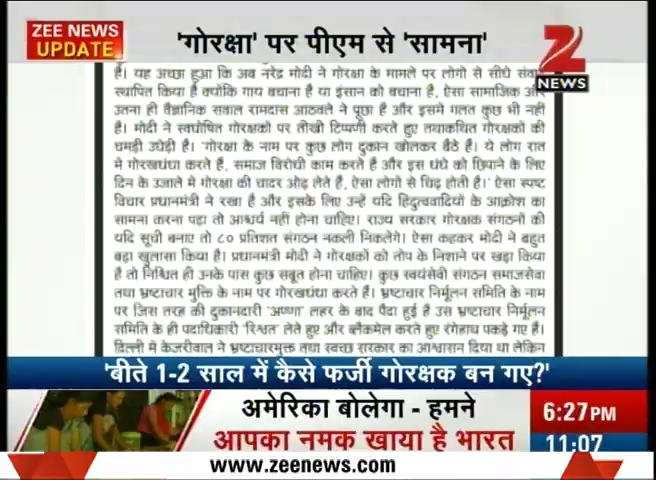 ZEE NEWS
UPDATE
'गोरक्षा' पर पीएम से 'सामना'
Z
NEWS
है। यह अच्छा हुआ कि अब नरेंद्र मोदी ने गोरक्षा के मामले पर लोगों से सीधे संवाद
स्थापित किया है क्योंकि गाय बचाना है या इंसान को बचाना है, ऐसा सामाजिक और
उतना ही वैज्ञानिक सवाल रामदास आठवले ने पूछा है और इसमें गलत कुछ भी नहीं
है। मोदी ने स्वघोषित गोरक्षकों पर तीखी टिप्पणी करते हुए तथाकथित गोरक्षकों की
चमड़ी उधेड़ी है। 'गोरक्षा के नाम पर कुछ लोग दुकान खोलकर बैठे हैं। ये लोग रात
में गोरखधंधा करते हैं, समाज विरोधी काम करते हैं और इस धंधे को छिपाने के लिए
दिन के उजाले में गोरक्षा की चादर ओढ़ लेते हैं, ऐसा लोगों से चिढ़ होती है।' ऐसा स्पष्ट
विचार प्रधानमंत्री ने रखा है और इसके लिए उन्हें यदि हिंदुत्ववादियों के आक्रोश का
सामना करना पड़ा तो आश्चर्य नहीं होना चाहिए। राज्य सरकार गोरक्षक संगठनों की
यदि सूची बनाए तो ८० प्रतिशत संगठन नकली निकलेंगे। ऐसा कहकर मोदी ने बहुत
बड़ा खुलासा किया है। प्रधानमंत्री मोदी ने गोरक्षकों को तोप के निशाने पर खड़ा किया
है तो निश्चित ही उनके पास कुछ सबूत होना चाहिए। कुछ स्वयंसेवी संगठन समाजसेवा
तथा भ्रष्टाचार मुक्ति के नाम पर गोरखधंधा करते हैं। भ्रष्टाचार निर्मूलन समिति के नाम
पर जिस तरह की दुकानदारी 'अण्णा' लहर के बाद पैदा हुई है उस भ्रष्टाचार निर्मूलन
समिति के ही पदाधिकारी 'रिश्वत' लेते हुए और ब्लैकमेल करते हुए रंगेहाथ पकड़े गए हैं।
दिल्ली में केजरीवाल ने भ्रष्टाचारमुक्त तथा स्वच्छ सरकार का आश्वासन दिया था लेकिन
'बीते 1-2 साल में कैसे फर्जी गोरक्षक बन गए?'
अमेरिका बोलेगा - हमने
आपका नमक खाया है भारत
6:27 PM
11:07
www.zeenews.com